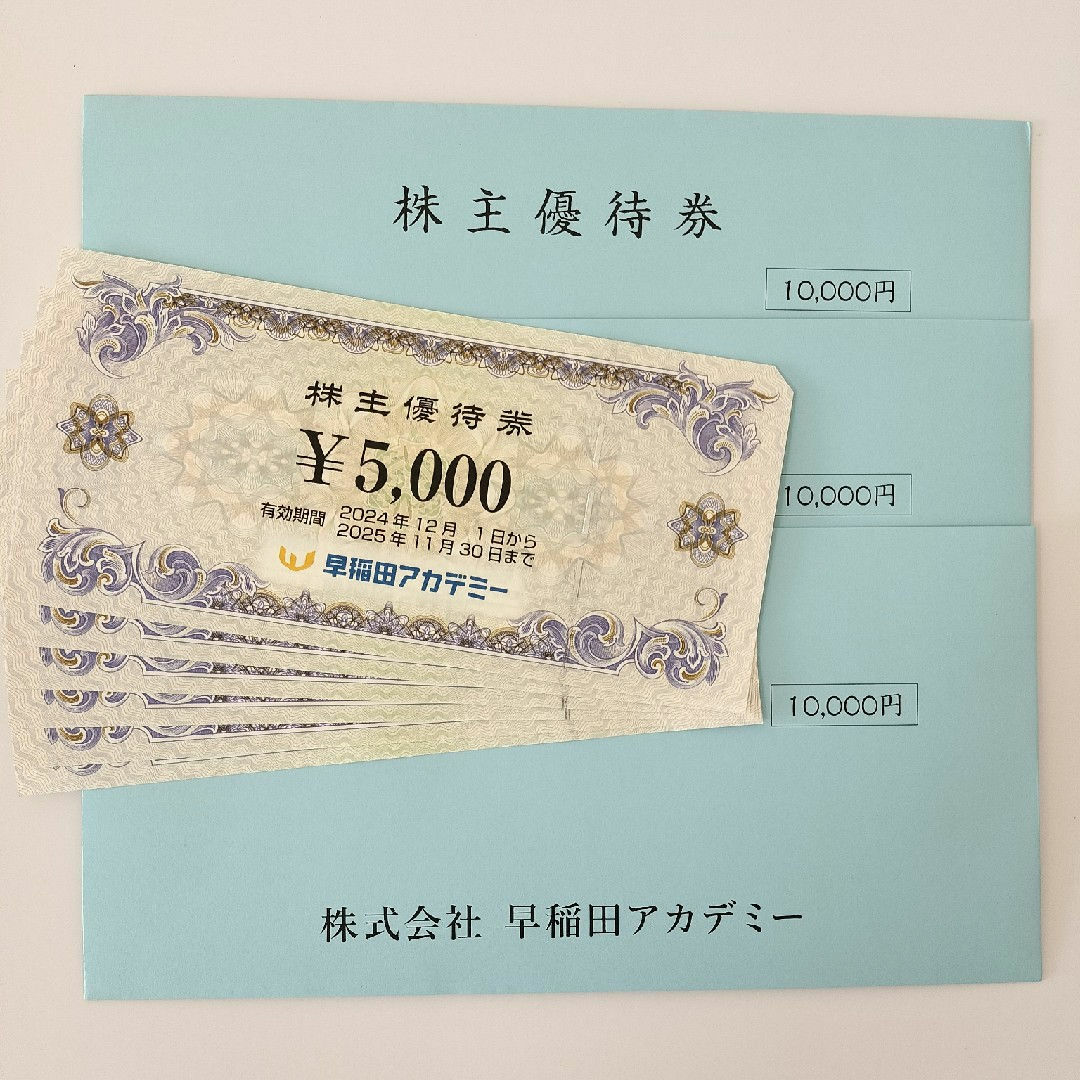 株主優待券
10,000円
株主優待券
¥5,000
有効期間 2024年12月 1日から
2025年11月30日まで
早稲田アカデミー
10,000円
10,000円
株式会社 早稲田アカデミー